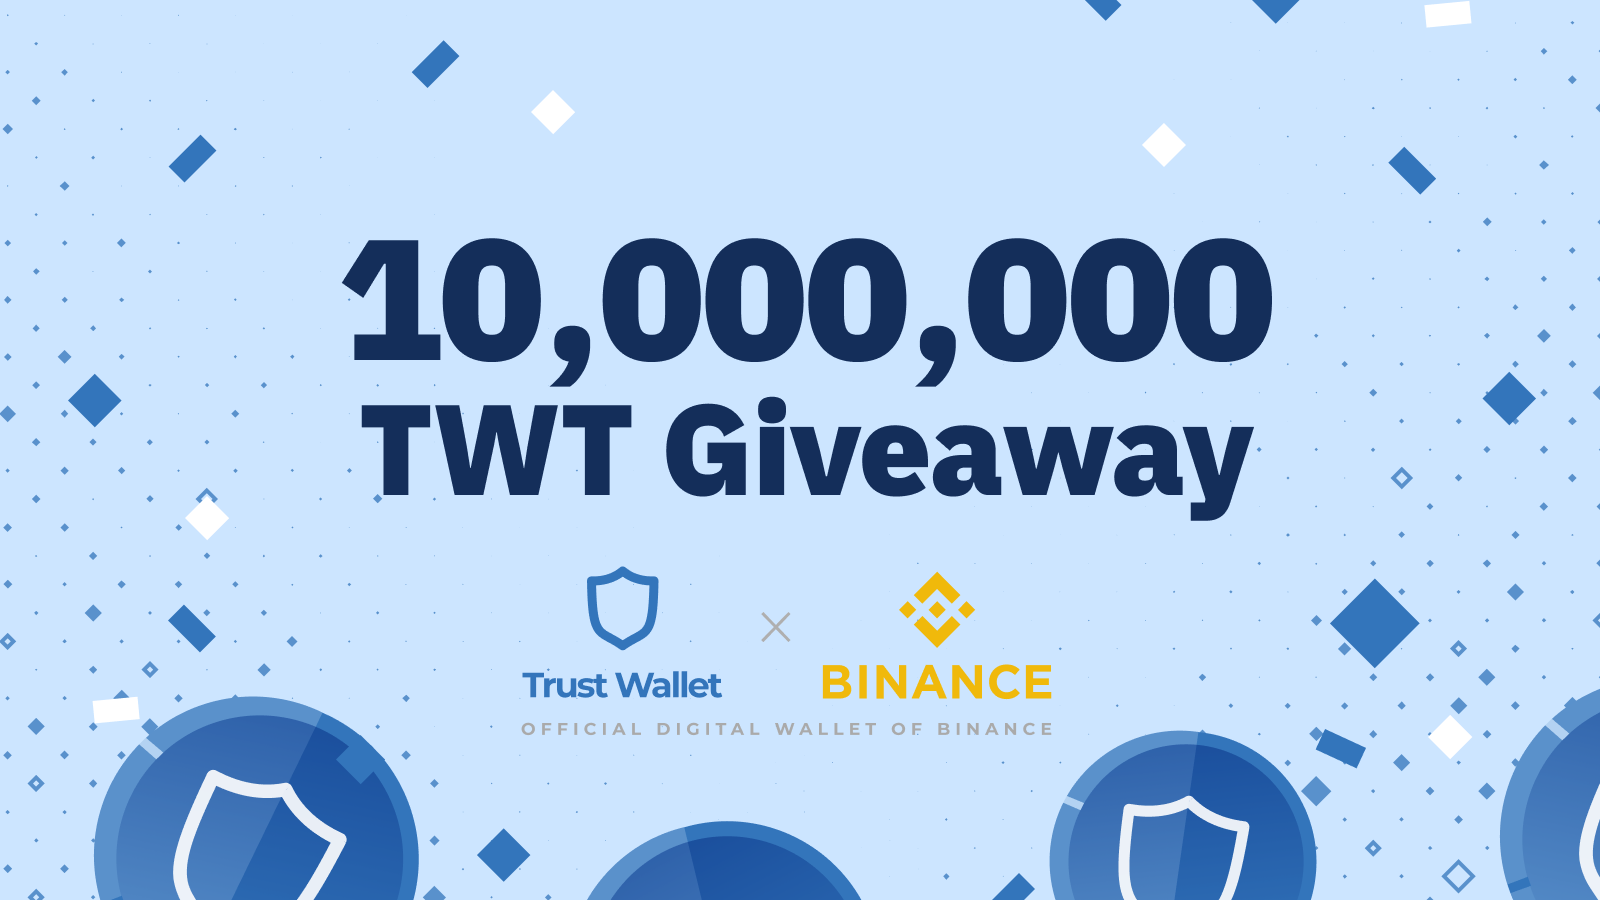 10,000,000
TWT Giveaway
Trust Wallet
BINANCE
OFFICIAL DIGITAL WALLET OF BINANCE